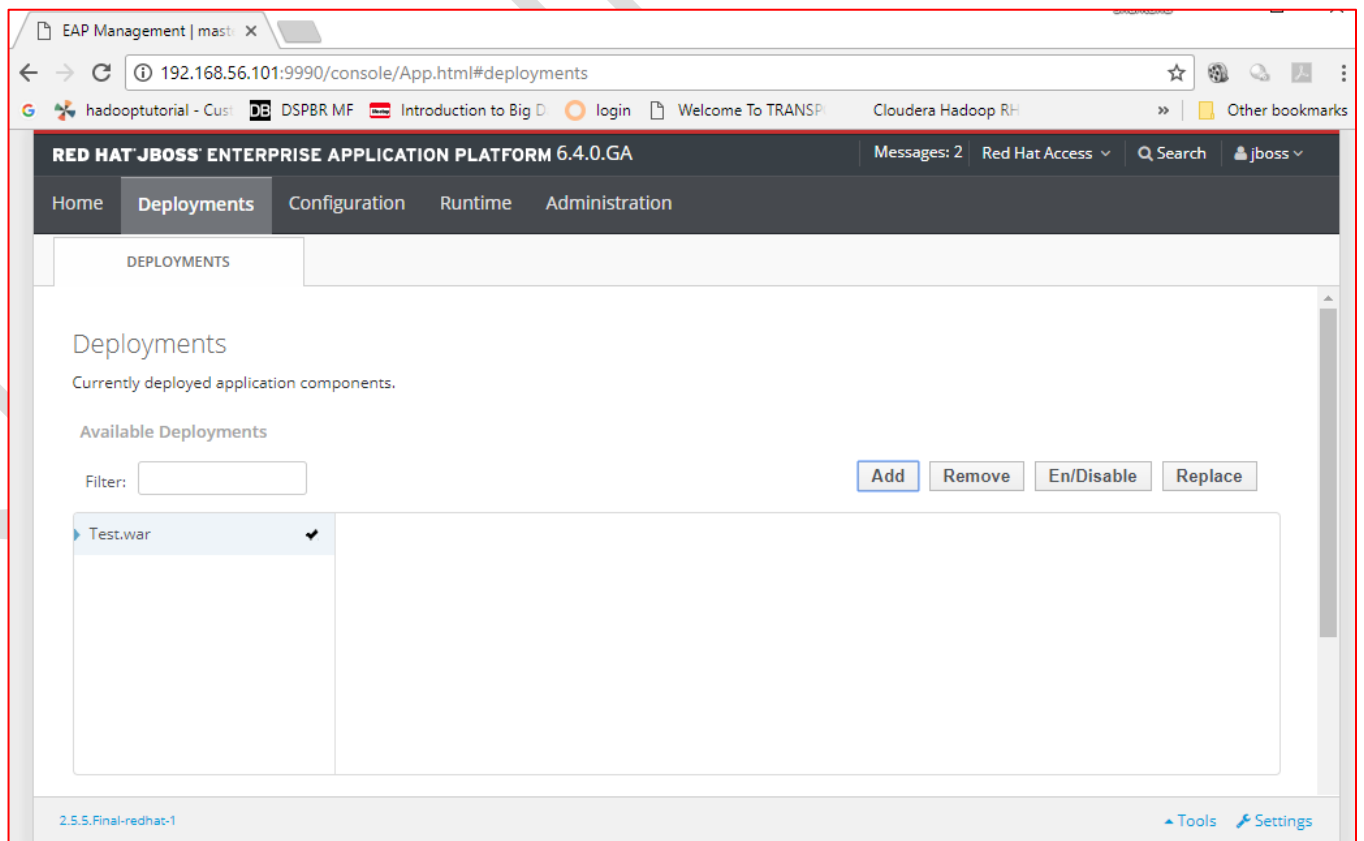 EAP Management | mast
192.168.56.101:9990/console/App.html#deployments
G hadooptutorial - Cust DB DSPBR MF Introduction to Big D login Welcome To TRANSP Cloudera Hadoop RH » Other bookmarks
RED HAT JBOSS ENTERPRISE APPLICATION PLATFORM 6.4.0.GA Messages: 2 Red Hat Access Search jboss
Home Deployments Configuration Runtime Administration
DEPLOYMENTS
Deployments
Currently deployed application components.
Available Deployments
Filter: Add Remove En/Disable Replace
Test.war
2.5.5.Final-redhat-1 Tools Settings